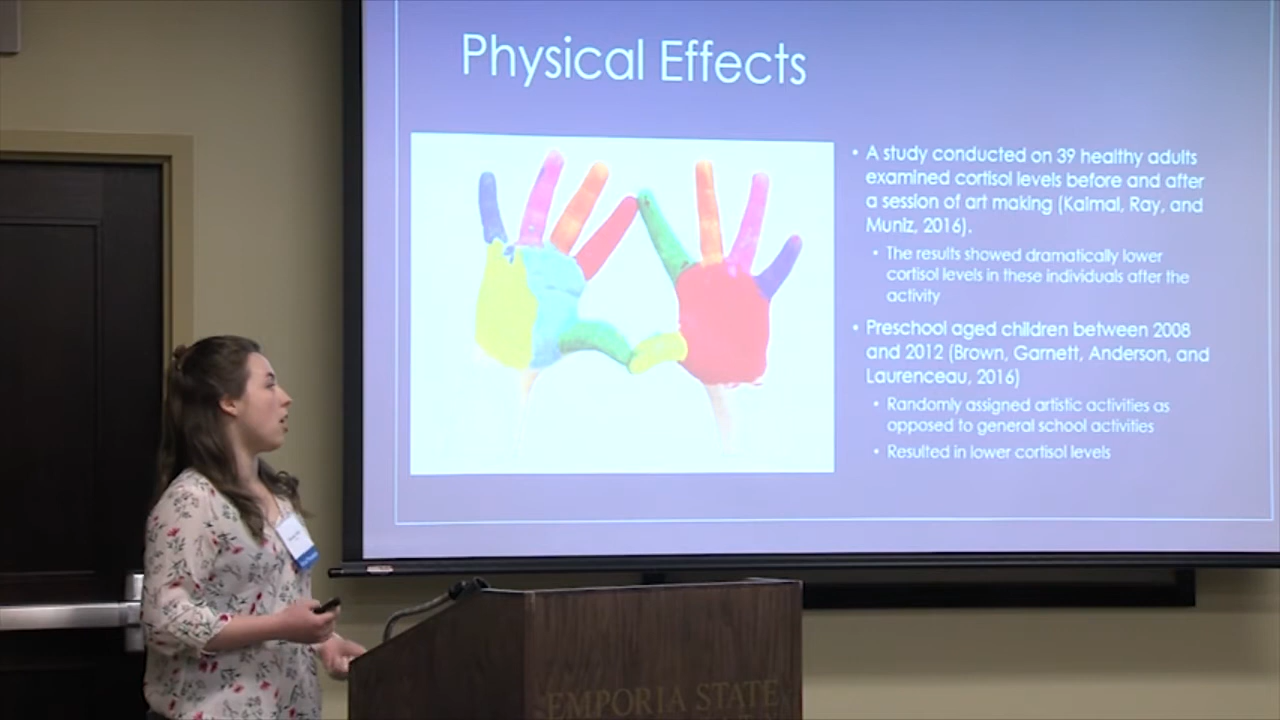 Physical Effects
• A study conducted on 39 healthy adults
examined cortisol levels before and after
a session of art making (Kaimal, Ray, and
Muniz, 2016).
• The results showed dramatically lower
cortisol levels in these individuals after the
activity
• Preschool aged children between 2008
and 2012 (Brown, Garnett, Anderson, and
Laurenceau, 2016)
• Randomly assigned artistic activities as
opposed to general school activities
• Resulted in lower cortisol levels
EMPORIA STATE